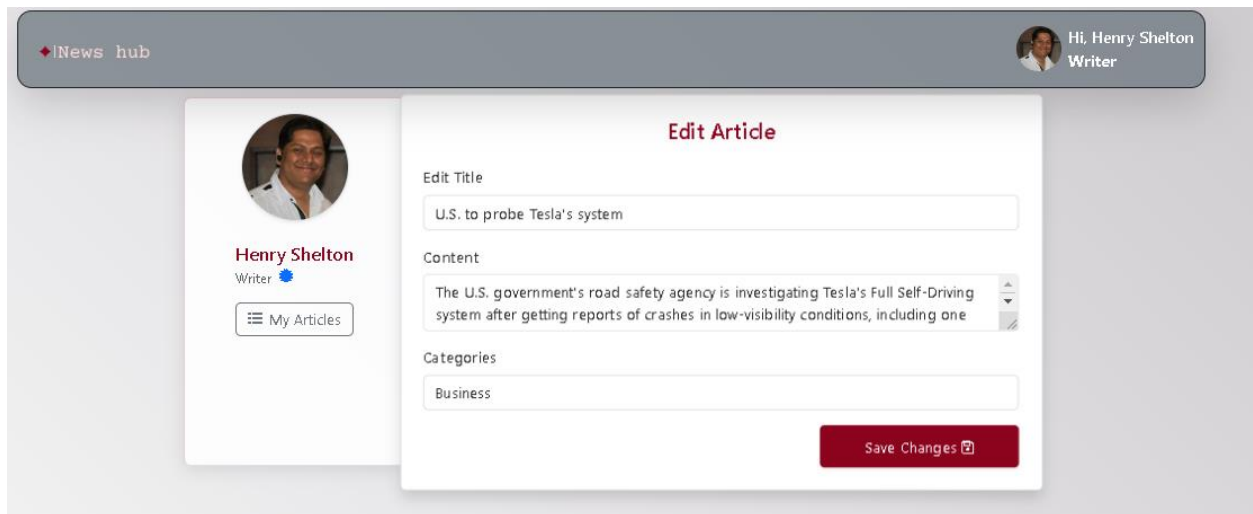 News hub
Hi, Henry Shelton
Writer
Henry Shelton
Writer
My Articles
Edit Article
Edit Title
U.S. to probe Tesla's system
Content
The U.S. government's road safety agency is investigating Tesla's Full Self-Driving
system after getting reports of crashes in low-visibility conditions, including one
Categories
Business
Save Changes